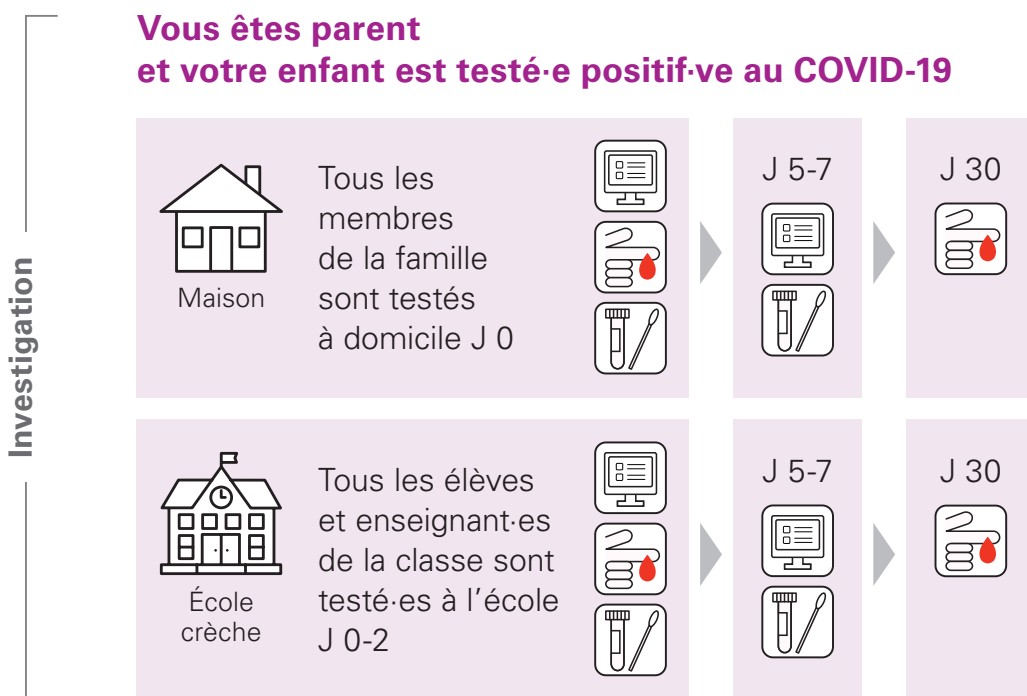 Investigation
Vous êtes parent
et votre enfant est testé·e positif·ve au COVID-19
Maison
Tous les
membres
de la famille
sont testés
à domicile J 0
J 5-7
J 30
École
crèche
Tous les élèves
et enseignant·es
de la classe sont
testé·es à l'école
J 0-2
J 5-7
J 30